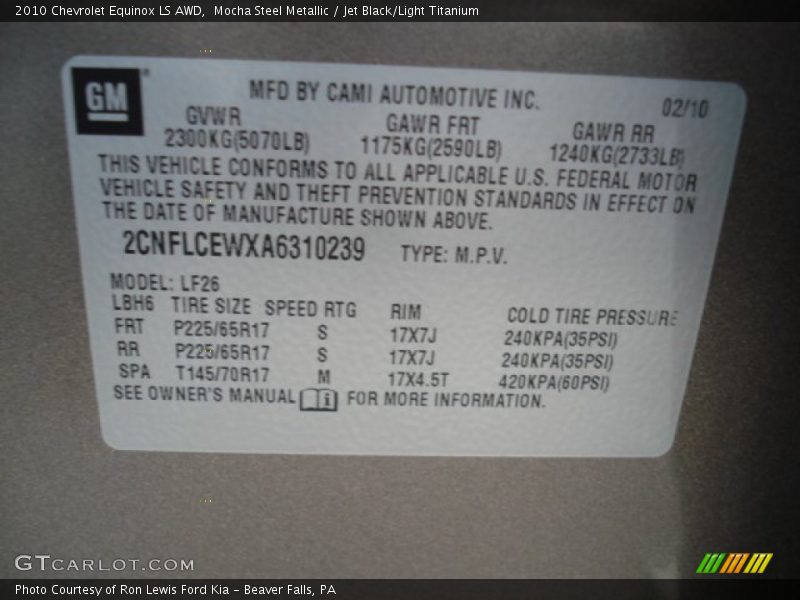 2010 Chevrolet Equinox LS AWD,  Mocha Steel Metallic / Jet Black/Light Titanium
GM
MFD BY CAMI AUTOMOTIVE INC.
02/10
GVWR GAWR FRT GAWR RR
2300KG(5070LB) 1175KG(2590LB) 1240KG(2733LB)
THIS VEHICLE CONFORMS TO ALL APPLICABLE U.S. FEDERAL MOTOR
VEHICLE SAFETY AND THEFT PREVENTION STANDARDS IN EFFECT ON
THE DATE OF MANUFACTURE SHOWN ABOVE.
2CNFLCEWXA6310239 TYPE: M.P.V.
MODEL: LF26
LBH6 TIRE SIZE SPEED RTG RIM COLD TIRE PRESSURE
FRT P225/65R17 S 17X7J 240KPA(35PSI)
RR P225/65R17 S 17X7J 240KPA(35PSI)
SPA T145/70R17 M 17X4.5T 420KPA(60PSI)
SEE OWNER'S MANUAL i FOR MORE INFORMATION.
GTCARLOT.COM
Photo Courtesy of Ron Lewis Ford Kia - Beaver Falls, PA